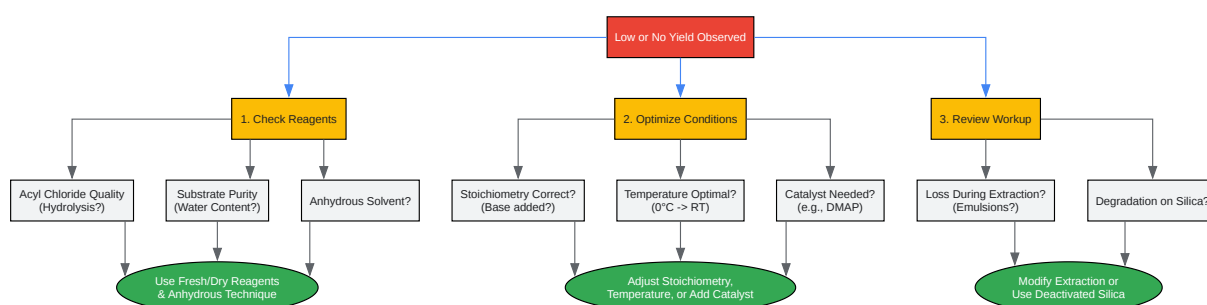 Low or No Yield Observed
1. Check Reagents
2. Optimize Conditions
3. Review Workup
Acyl Chloride Quality
(Hydrolysis?)
Substrate Purity
(Water Content?)
Anhydrous Solvent?
Stoichiometry Correct?
(Base added?)
Temperature Optimal?
(0°C -> RT)
Catalyst Needed?
(e.g., DMAP)
Loss During Extraction?
(Emulsions?)
Degradation on Silica?
Use Fresh/Dry Reagents
& Anhydrous Technique
Adjust Stoichiometry,
Temperature, or Add Catalyst
Modify Extraction or
Use Deactivated Silica